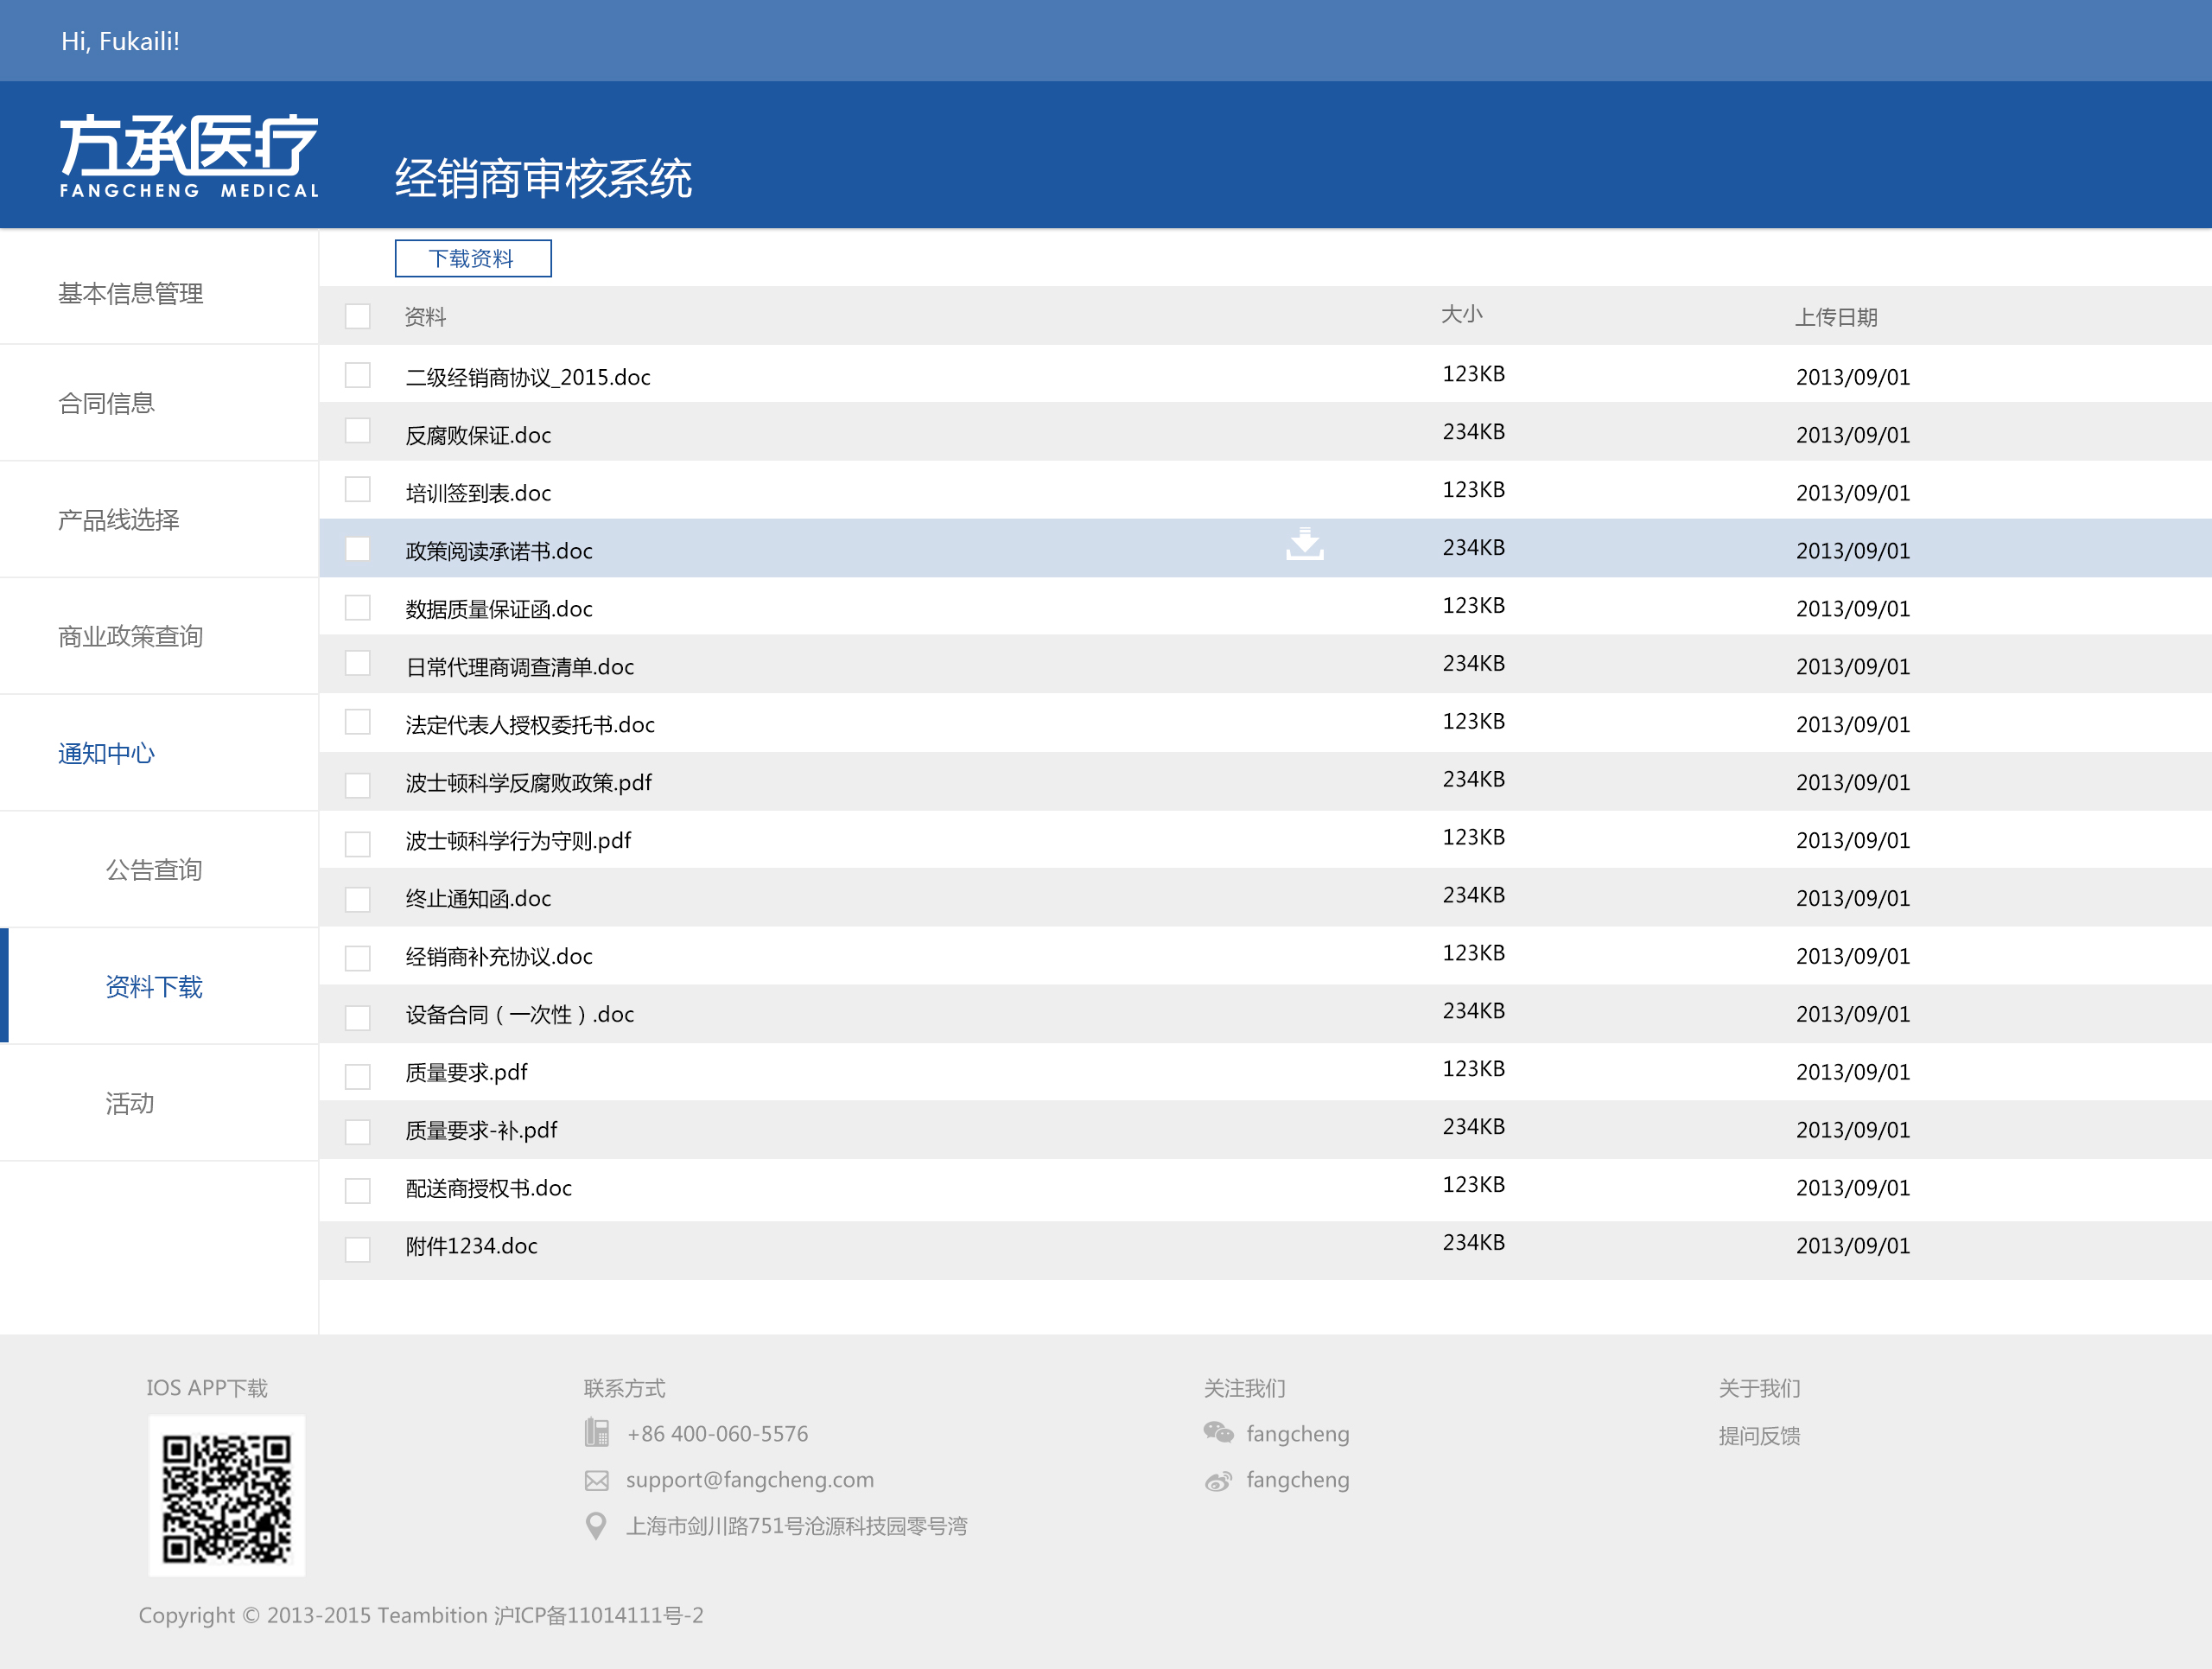 Hi, Fukaili!
方承医疗
FANGCHENG MEDICAL
经销商审核系统
下载资料
基本信息管理
合同信息
产品线选择
商业政策查询
通知中心
公告查询
资料下载
活动
资料 大小 上传日期
二级经销商协议_2015.doc 123KB 2013/09/01
反腐败保证.doc 234KB 2013/09/01
培训签到表.doc 123KB 2013/09/01
政策阅读承诺书.doc 234KB 2013/09/01
数据质量保证函.doc 123KB 2013/09/01
日常代理商调查清单.doc 234KB 2013/09/01
法定代表人授权委托书.doc 123KB 2013/09/01
波士顿科学反腐败政策.pdf 234KB 2013/09/01
波士顿科学行为守则.pdf 123KB 2013/09/01
终止通知函.doc 234KB 2013/09/01
经销商补充协议.doc 123KB 2013/09/01
设备合同（一次性）.doc 234KB 2013/09/01
质量要求.pdf 123KB 2013/09/01
质量要求-补.pdf 234KB 2013/09/01
配送商授权书.doc 123KB 2013/09/01
附件1234.doc 234KB 2013/09/01
IOS APP下载
联系方式
+86 400-060-5576
support@fangcheng.com
上海市剑川路751号沧源科技园零号湾
关注我们
fangcheng
fangcheng
关于我们
提问反馈
Copyright © 2013-2015 Teambition 沪ICP备11014111号-2